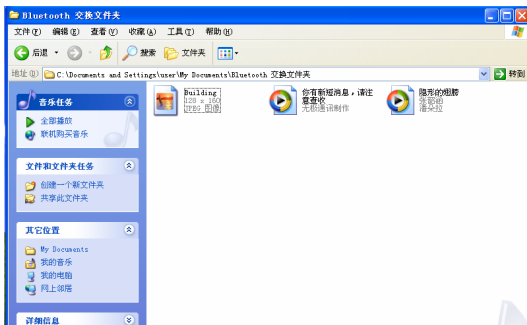 Bluetooth 交换文件夹
文件(F) 编辑(E) 查看(V) 收藏(A) 工具(T) 帮助(H)
后退 搜索 文件夹
地址(D) C:\Documents and Settings\user\My Documents\Bluetooth 交换文件夹 转到
音乐任务
全部播放
联机购买音乐
文件和文件夹任务
创建一个新文件夹
共享此文件夹
其它位置
My Documents
我的音乐
我的电脑
网上邻居
详细信息
Building
128 x 160
JPEG 图像
你有新短消息，请注
意查收
无极通讯制作
隐形的翅膀
张韶涵
潘朵拉